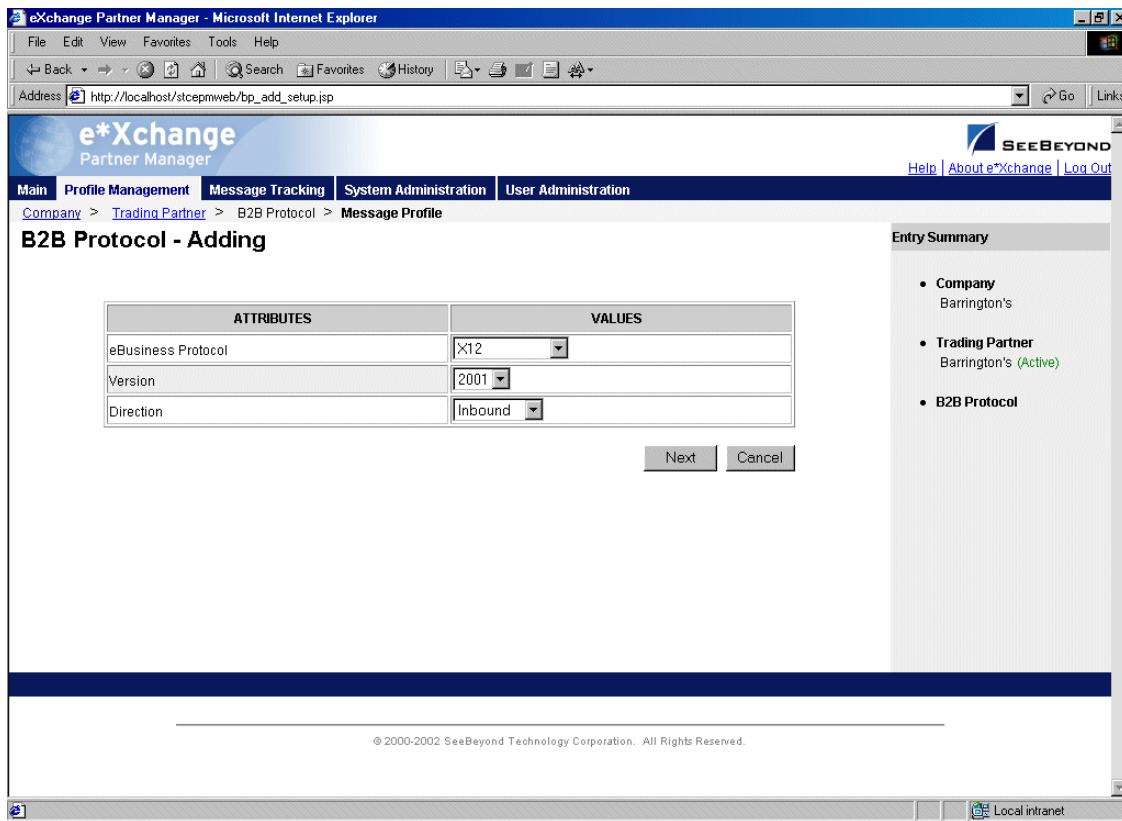 eXchange Partner Manager - Microsoft Internet Explorer
File Edit View Favorites Tools Help
Back Search Favorites History
Address http://localhost/stcepmweb/bp_add_setup.jsp Go Links
e*Xchange
Partner Manager
SEEBEYOND
Help | About e*Xchange | Log Out
Main Profile Management Message Tracking System Administration User Administration
Company > Trading Partner > B2B Protocol > Message Profile
B2B Protocol - Adding
ATTRIBUTES VALUES
eBusiness Protocol X12
Version 2001
Direction Inbound
Next Cancel
Entry Summary
• Company
Barrington's
• Trading Partner
Barrington's (Active)
• B2B Protocol
© 2000-2002 SeeBeyond Technology Corporation. All Rights Reserved.
Local intranet